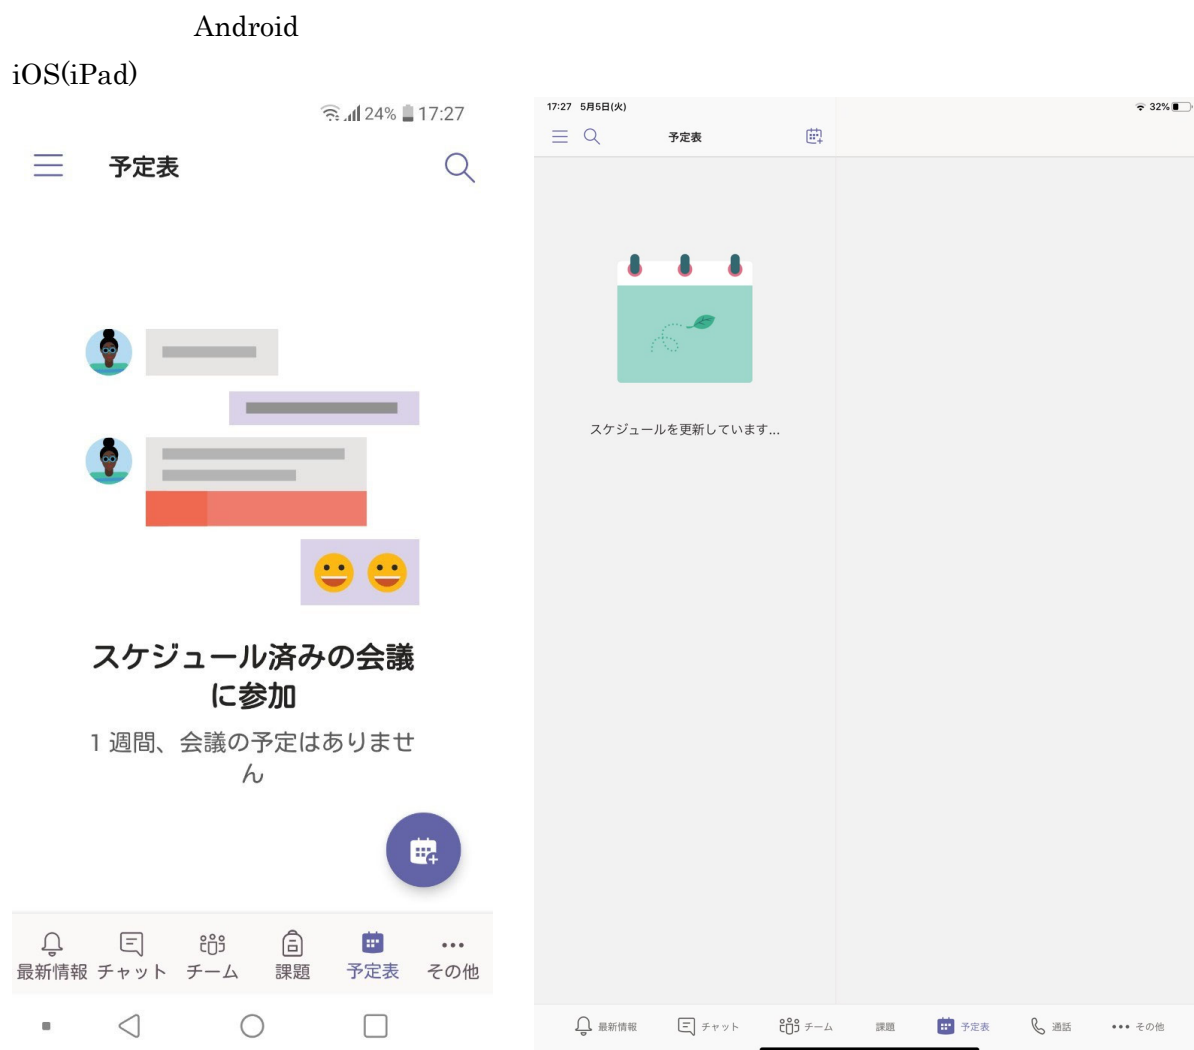 Android
iOS(iPad)
24% 17:27
予定表
スケジュール済みの会議
に参加
1 週間、会議の予定はありませ
ん
最新情報 チャット チーム 課題 予定表 その他
17:27 5月5日(火) 32%
予定表
スケジュールを更新しています...
最新情報 チャット チーム 課題 予定表 通話 その他